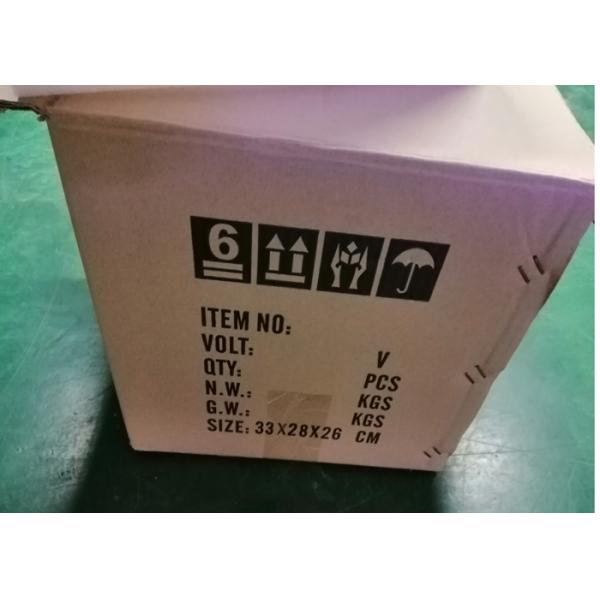 6
ITEM NO:
VOLT: V
QTY: PCS
N.W.: KGS
G.W.: KGS
SIZE: 33X28X26 CM